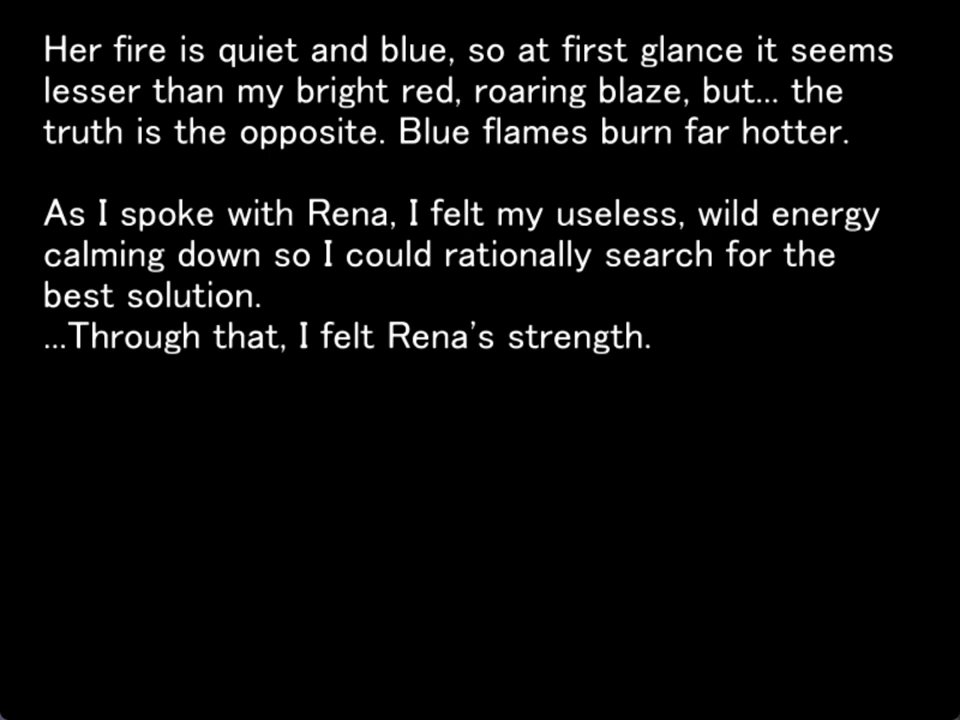 Her fire is quiet and blue, so at first glance it seems
lesser than my bright red, roaring blaze, but... the
truth is the opposite. Blue flames burn far hotter.
As I spoke with Rena, I felt my useless, wild energy
calming down so I could rationally search for the
best solution.
...Through that, I felt Rena's strength.